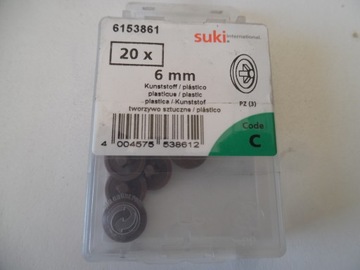 6153861
suki.international
20 x
6 mm
Kunststoff / plástico
plastique / plastic
plastica / Kunststof
tworzywo sztuczne / plástico
PZ (3)
Code
C
4 004575 538612